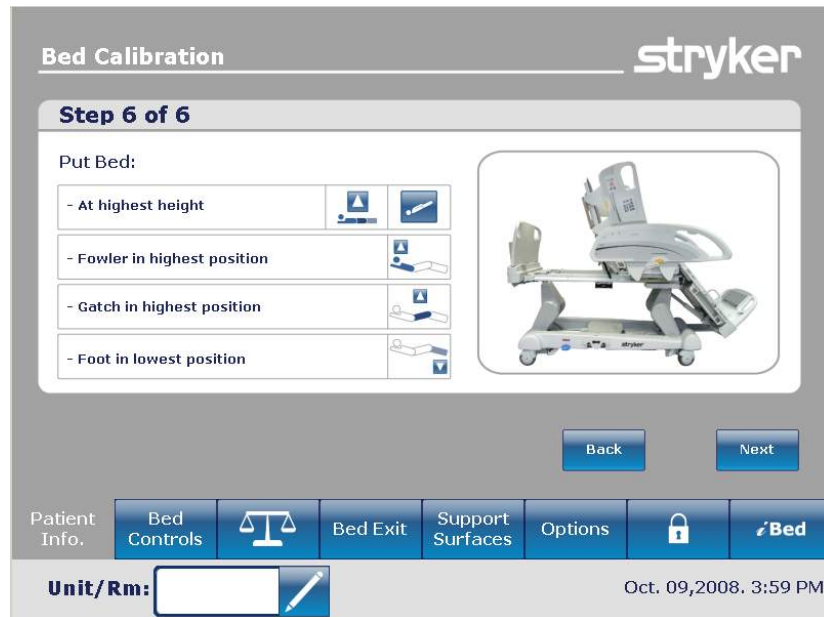 Bed Calibration
stryker
Step 6 of 6
Put Bed:
- At highest height
- Fowler in highest position
- Gatch in highest position
- Foot in lowest position
stryker
Back
Next
Patient
Info.
Bed
Controls
Bed Exit
Support
Surfaces
Options
iBed
Unit/Rm:
Oct. 09,2008. 3:59 PM